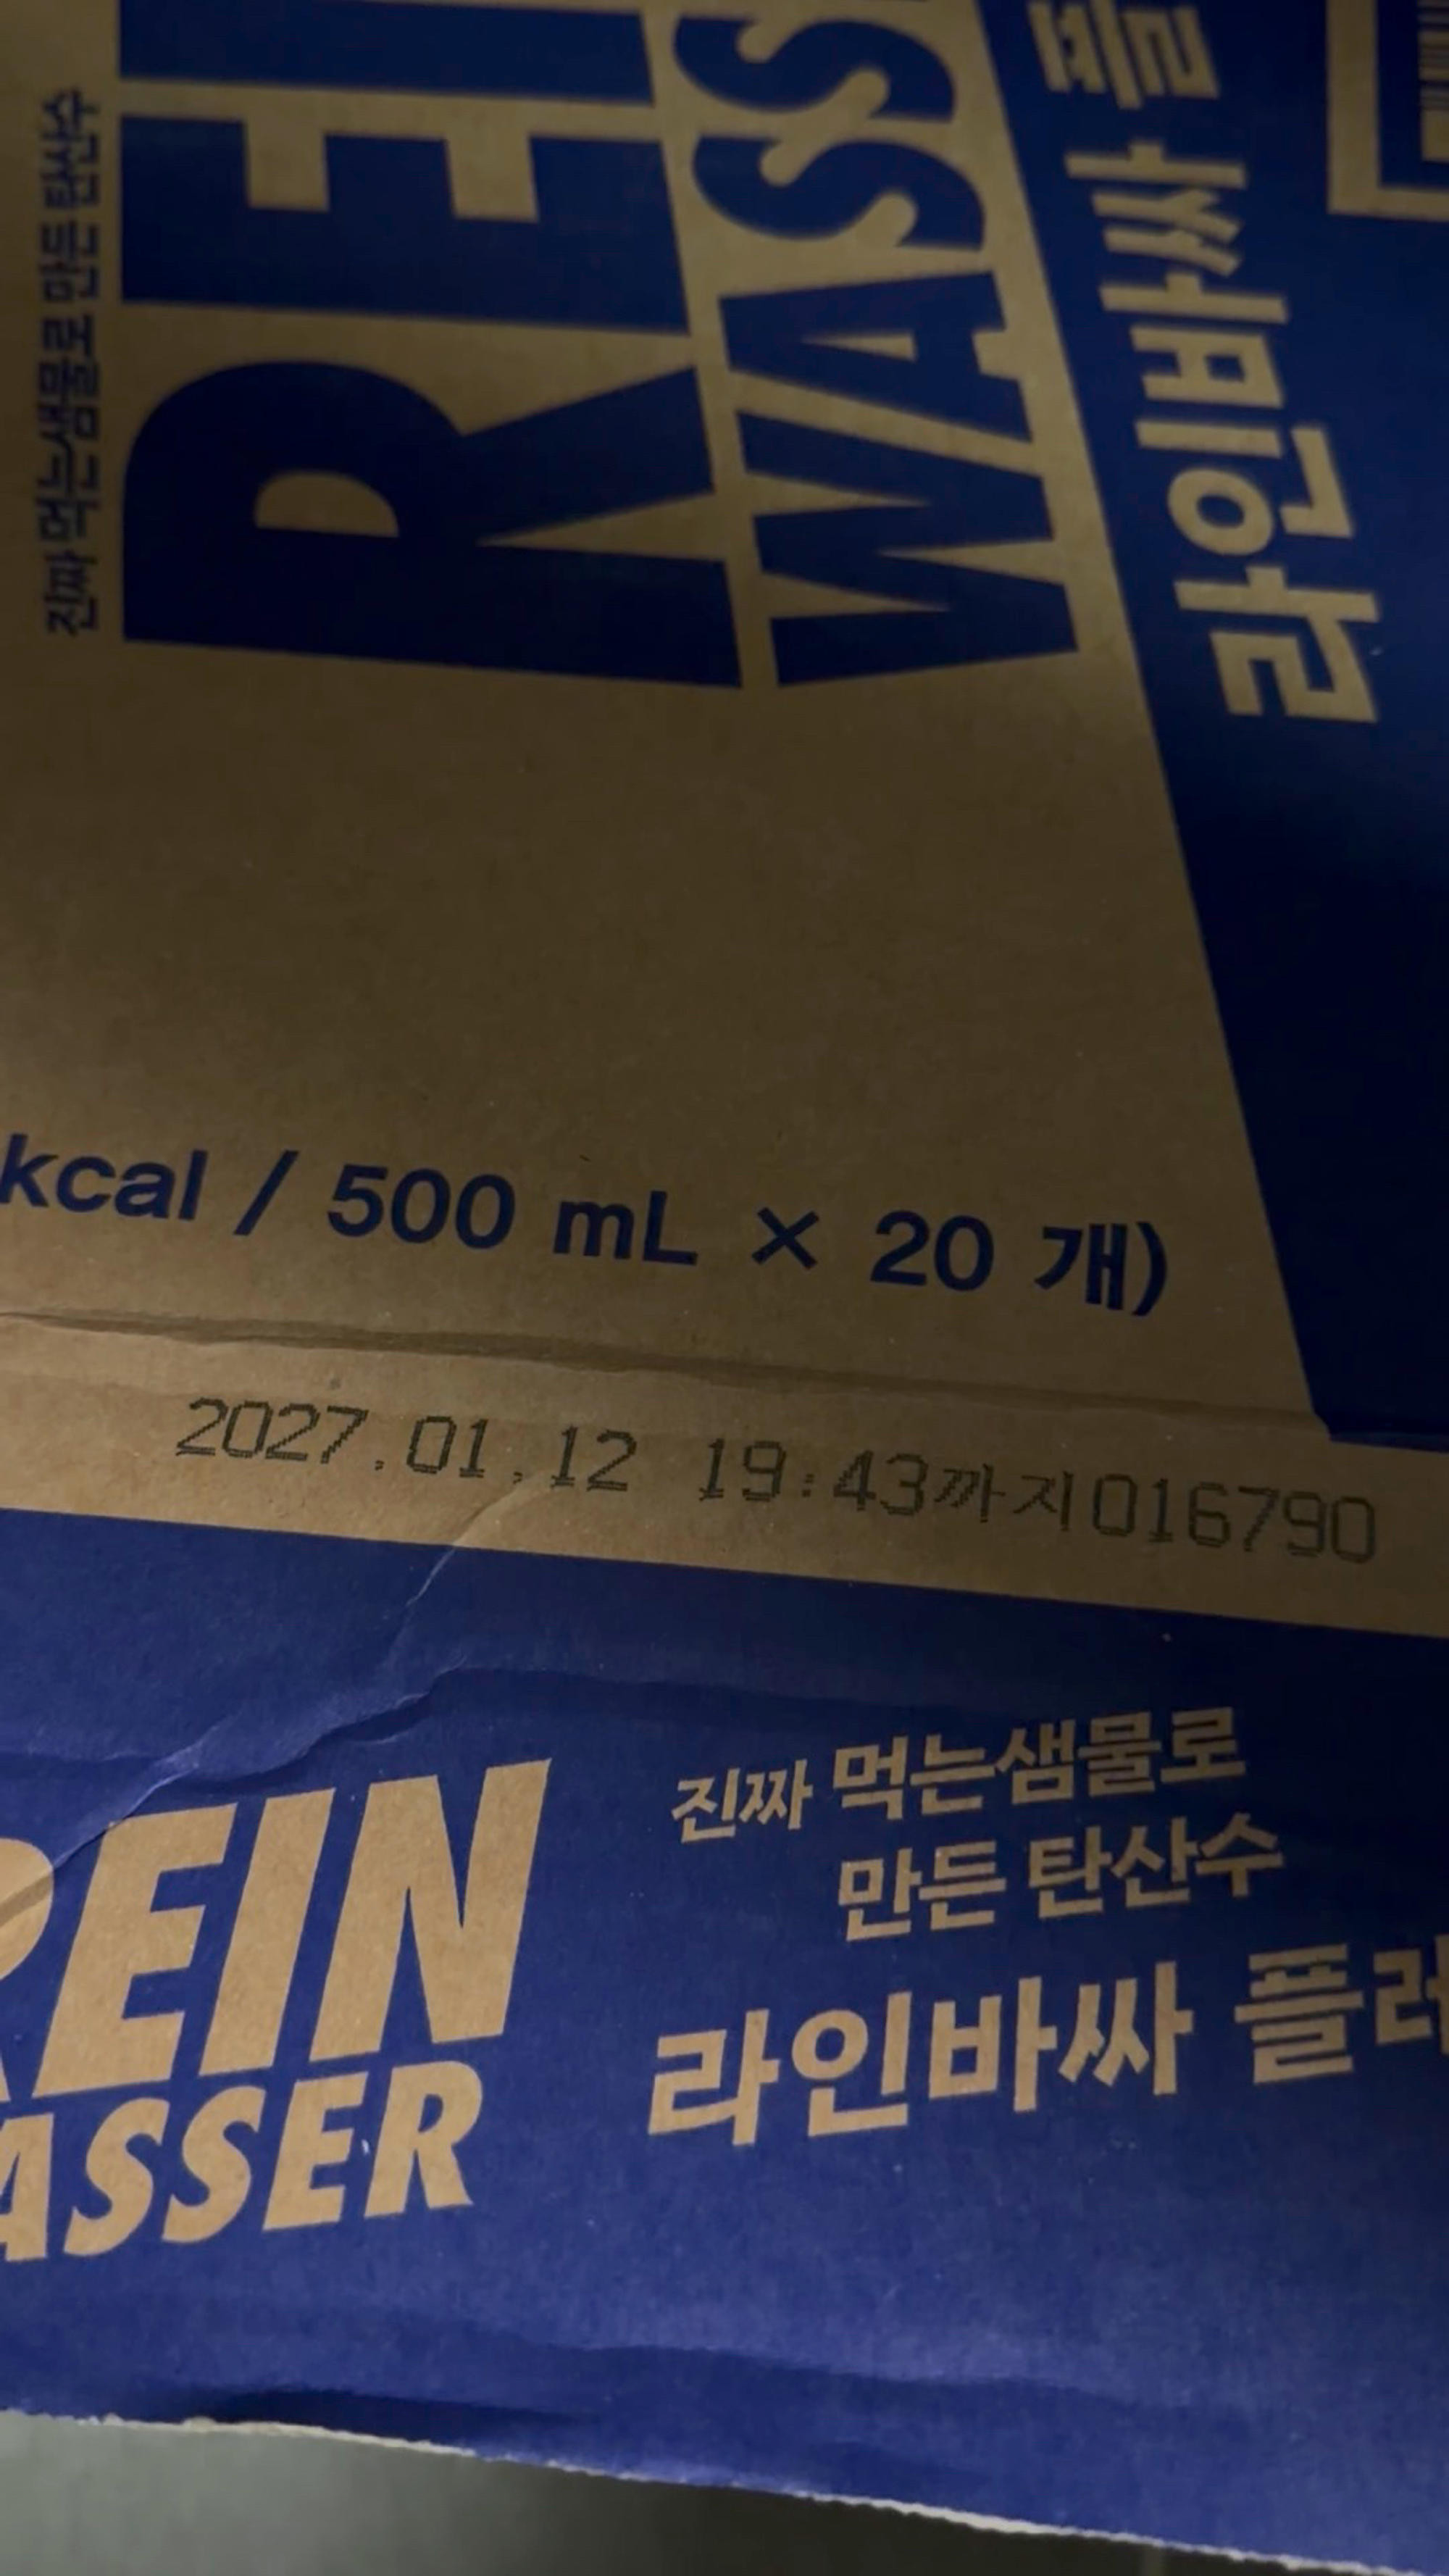 진짜 먹는샘물로 만든 탄산수
REI
WASS
라인바싸 플
kcal / 500 mL × 20 개)
2027.01.12 19:43까지016790
REIN
ASSER
진짜 먹는샘물로
만든 탄산수
라인바싸 플레